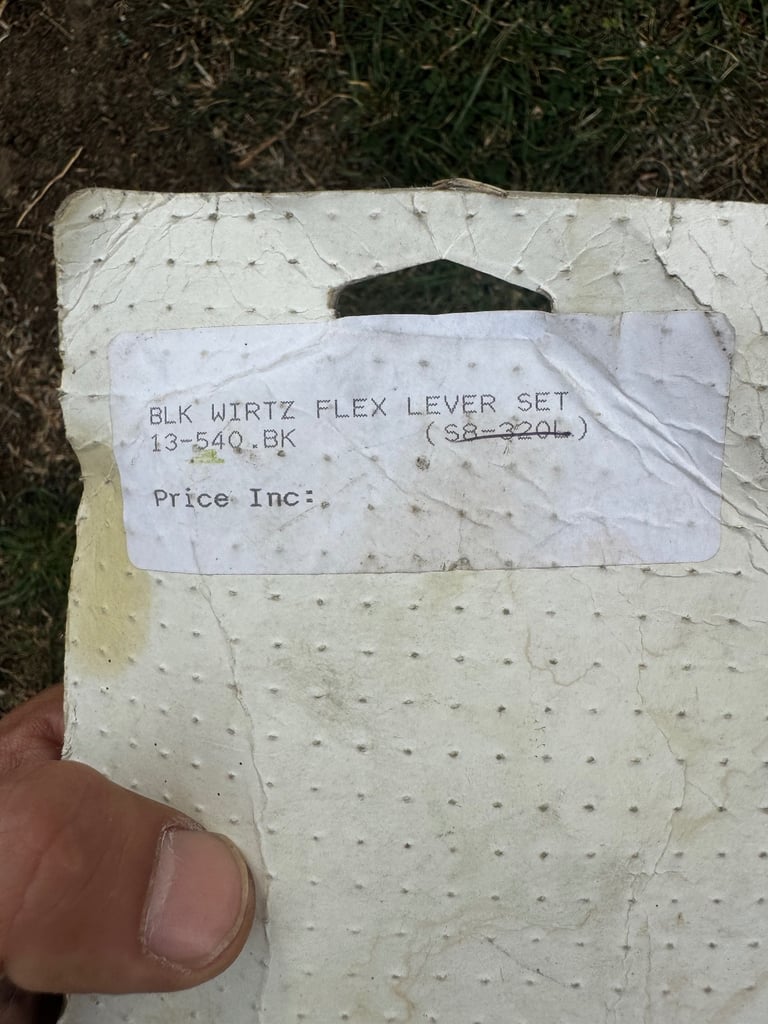 BLK WIRTZ FLEX LEVER SET
13-540.BK (S8-320L)
Price Inc: